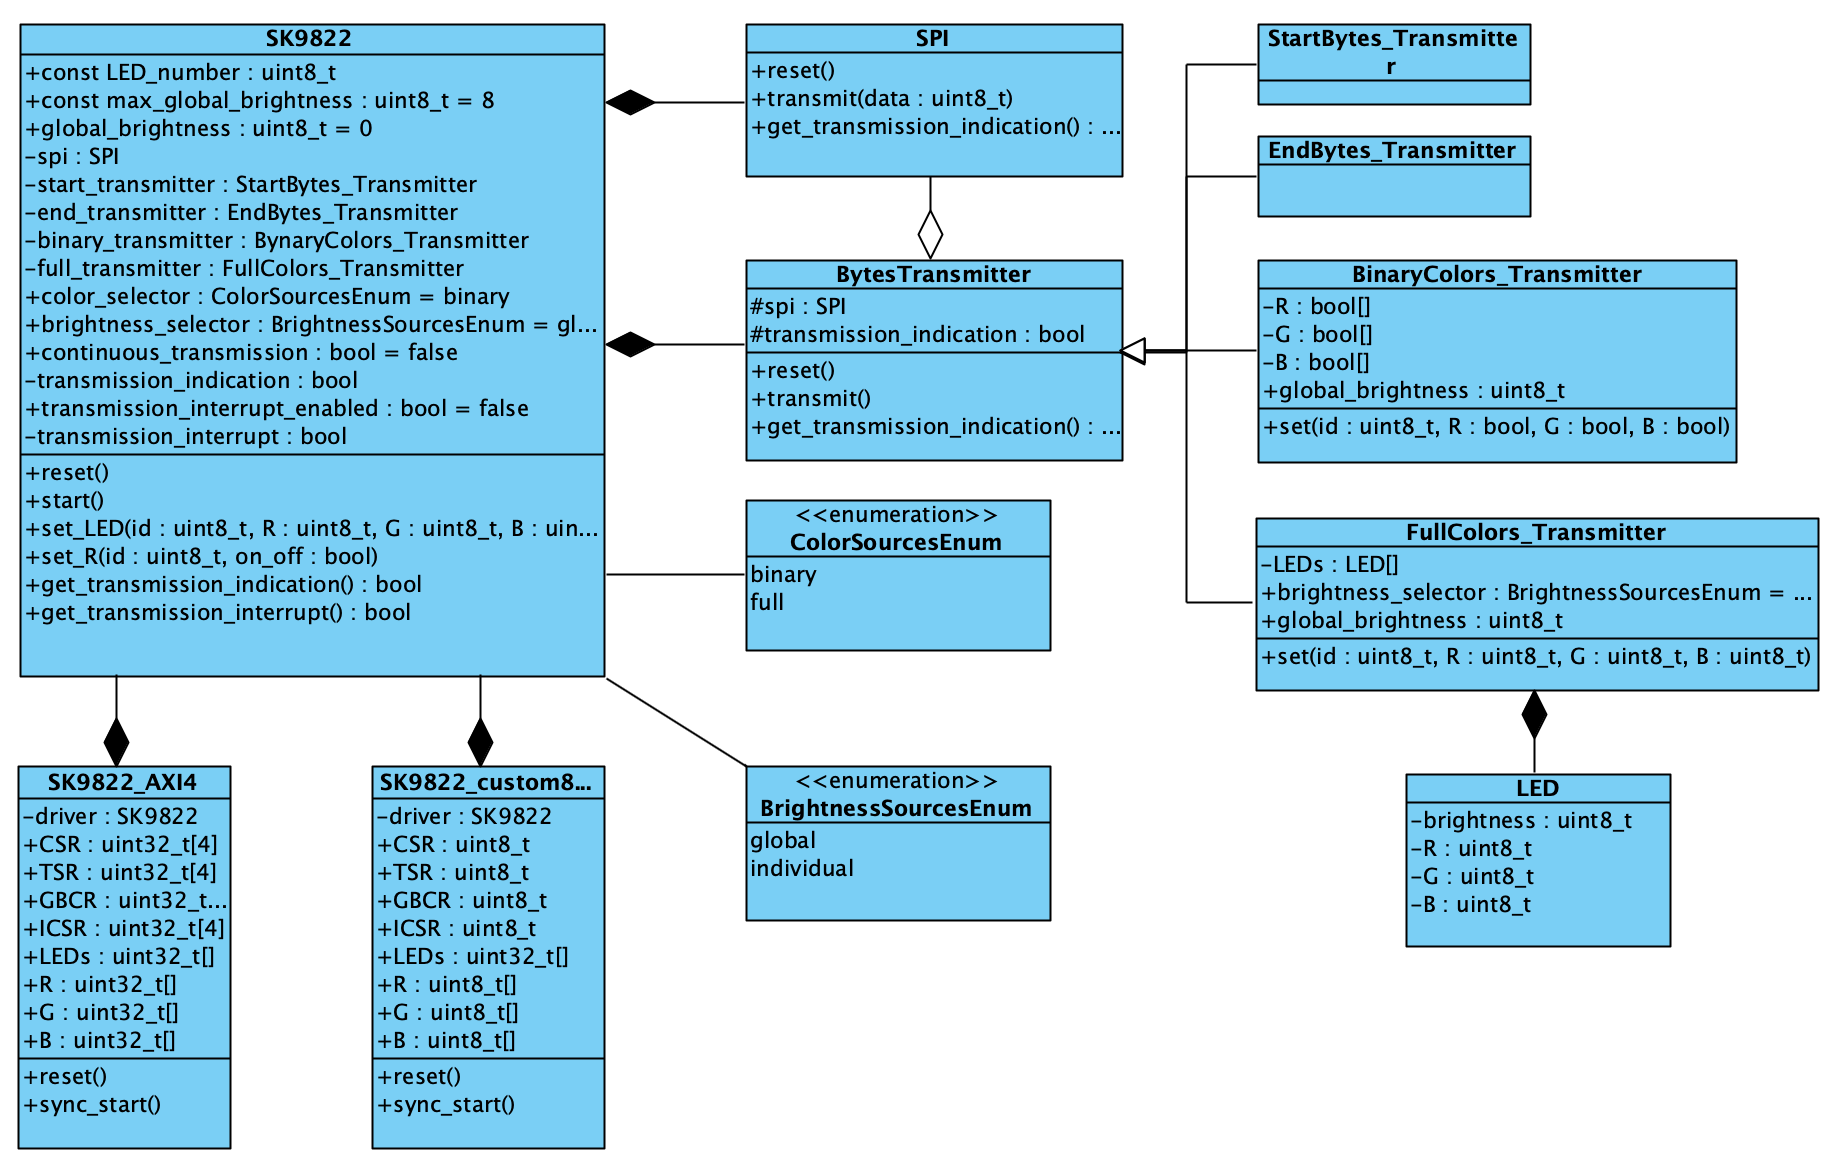 SK9822
+const LED_number : uint8_t
+const max_global_brightness : uint8_t = 8
+global_brightness : uint8_t = 0
-spi : SPI
-start_transmitter : StartBytes_Transmitter
-end_transmitter : EndBytes_Transmitter
-binary_transmitter : BynaryColors_Transmitter
-full_transmitter : FullColors_Transmitter
+color_selector : ColorSourcesEnum = binary
+brightness_selector : BrightnessSourcesEnum = gl...
+continuous_transmission : bool = false
-transmission_indication : bool
+transmission_interrupt_enabled : bool = false
-transmission_interrupt : bool
+reset()
+start()
+set_LED(id : uint8_t, R : uint8_t, G : uint8_t, B : uin...
+set_R(id : uint8_t, on_off : bool)
+get_transmission_indication() : bool
+get_transmission_interrupt() : bool
SPI
+reset()
+transmit(data : uint8_t)
+get_transmission_indication() : ...
BytesTransmitter
#spi : SPI
#transmission_indication : bool
+reset()
+transmit()
+get_transmission_indication() : ...
<<enumeration>>
ColorSourcesEnum
binary
full
<<enumeration>>
BrightnessSourcesEnum
global
individual
StartBytes_Transmitte
r
EndBytes_Transmitter
BinaryColors_Transmitter
-R : bool[]
-G : bool[]
-B : bool[]
+global_brightness : uint8_t
+set(id : uint8_t, R : bool, G : bool, B : bool)
FullColors_Transmitter
-LEDs : LED[]
+brightness_selector : BrightnessSourcesEnum = ...
+global_brightness : uint8_t
+set(id : uint8_t, R : uint8_t, G : uint8_t, B : uint8_t)
LED
-brightness : uint8_t
-R : uint8_t
-G : uint8_t
-B : uint8_t
SK9822_AXI4
-driver : SK9822
+CSR : uint32_t[4]
+TSR : uint32_t[4]
+GBCR : uint32_t...
+ICSR : uint32_t[4]
+LEDs : uint32_t[]
+R : uint32_t[]
+G : uint32_t[]
+B : uint32_t[]
+reset()
+sync_start()
SK9822_custom8...
-driver : SK9822
+CSR : uint8_t
+TSR : uint8_t
+GBCR : uint8_t
+ICSR : uint8_t
+LEDs : uint32_t[]
+R : uint8_t[]
+G : uint8_t[]
+B : uint8_t[]
+reset()
+sync_start()